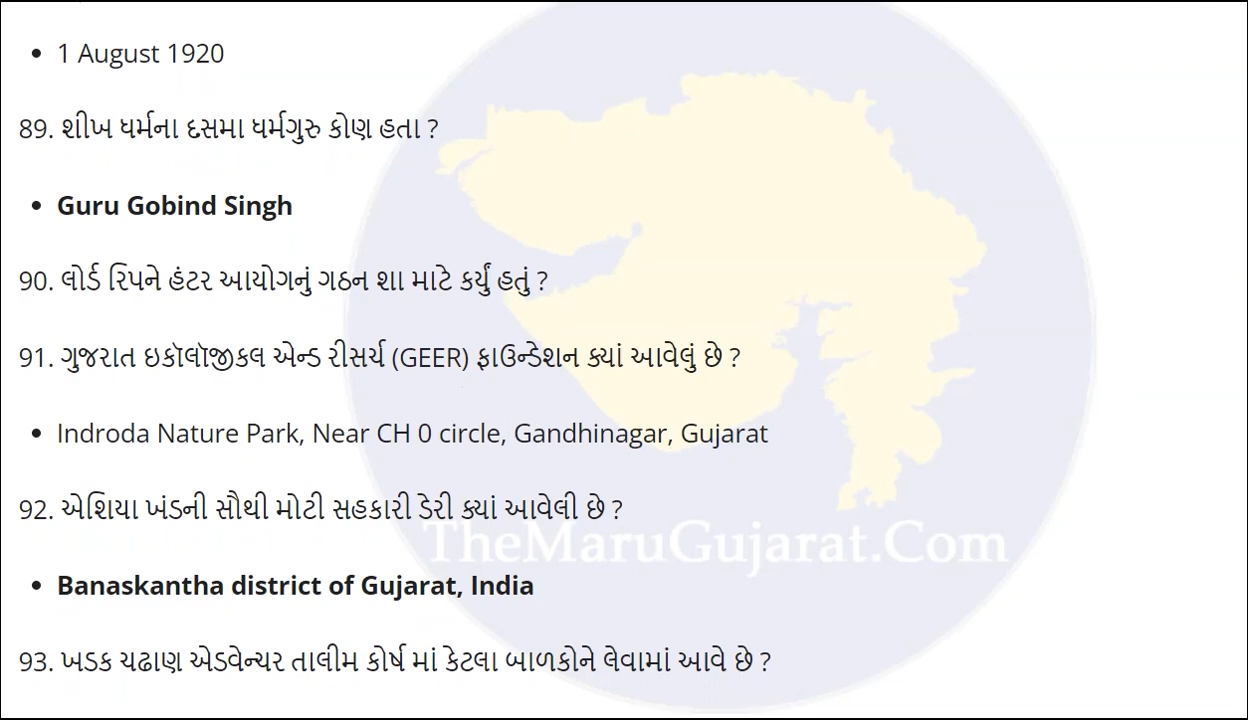 • 1 August 1920
89. શીખ ધર્મના દસમા ધર્મગુરુ કોણ હતા ?
• Guru Gobind Singh
90. લોર્ડ રિપને હંટર આયોગનું ગઠન શા માટે કર્યું હતું ?
91. ગુજરાત ઇકૉલૉજીકલ એન્ડ રીસર્ચ (GEER) ફાઉન્ડેશન ક્યાં આવેલું છે ?
• Indroda Nature Park, Near CH 0 circle, Gandhinagar, Gujarat
92. એશિયા ખંડની સૌથી મોટી સહકારી ડેરી ક્યાં આવેલી છે ?
TheMaruGujarat.Com
• Banaskantha district of Gujarat, India
93. ખડક ચઢાણ એડવેન્ચર તાલીમ કોર્ષ માં કેટલા બાળકોને લેવામાં આવે છે ?